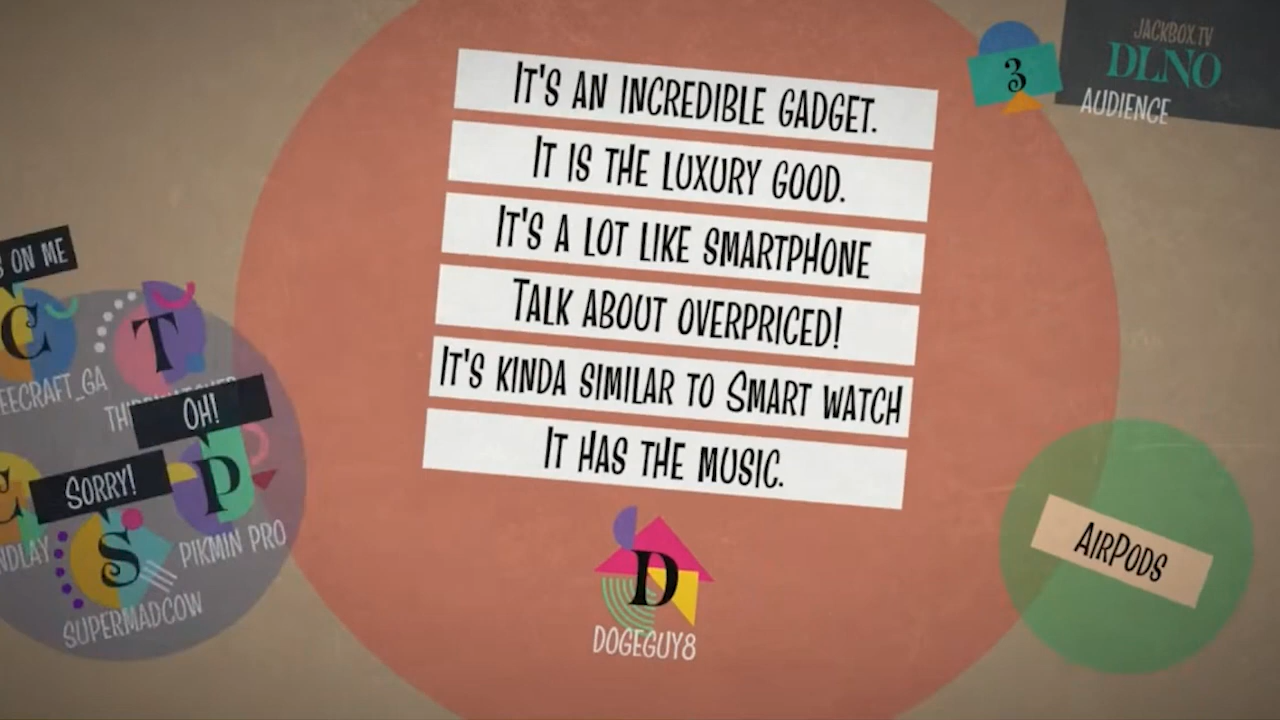 JACKBOX.TV
DLNO
3
AUDIENCE
IT'S AN INCREDIBLE GADGET.
IT IS THE LUXURY GOOD.
IT'S A LOT LIKE SMARTPHONE
TALK ABOUT OVERPRICED!
IT'S KINDA SIMILAR TO SMART WATCH
IT HAS THE MUSIC.
D
DOGEGUY8
AIRPODS
ON ME
C
T
OH!
SORRY!
C
P
S
PIKMIN PRO
SUPERMADCOW